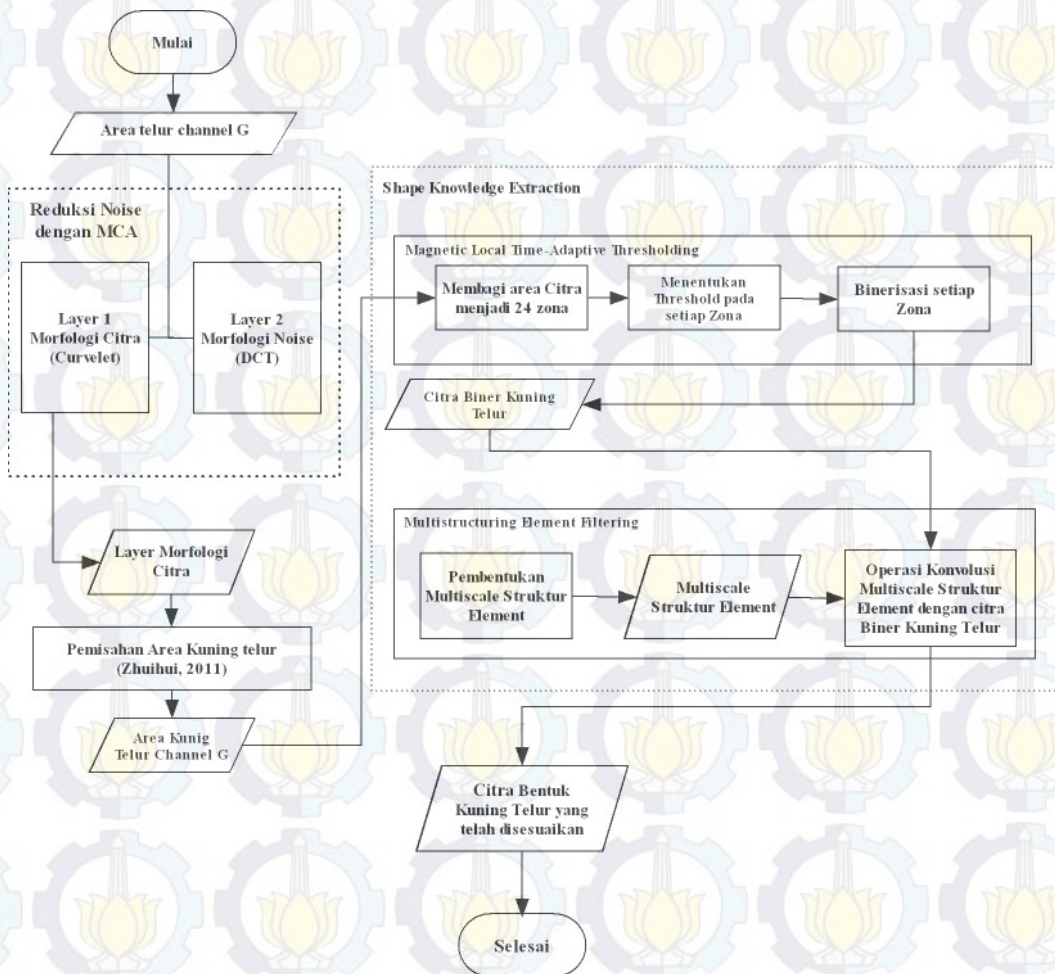 Mulai
Area telur channel G
Reduksi Noise
dengan MCA
Layer 1
Morfologi Citra
(Curvelet)
Layer 2
Morfologi Noise
(DCT)
Layer Morfologi
Citra
Pemisahan Area Kuning telur
(Zhuihui, 2011)
Area Kunig
Telur Channel G
Shape Knowledge Extraction
Magnetic Local Time-Adaptive Thresholding
Membagi area Citra
menjadi 24 zona
Menentukan
Threshold pada
setiap Zona
Binerisasi setiap
Zona
Citra Biner Kuning
Telur
Multistructuring Element Filtering
Pembentukan
Multiscale Struktur
Element
Multiscale
Struktur Element
Operasi Konvolusi
Multiscale Struktur
Element dengan citra
Biner Kuning Telur
Citra Bentuk
Kuning Telur yang
telah disesuaikan
Selesai